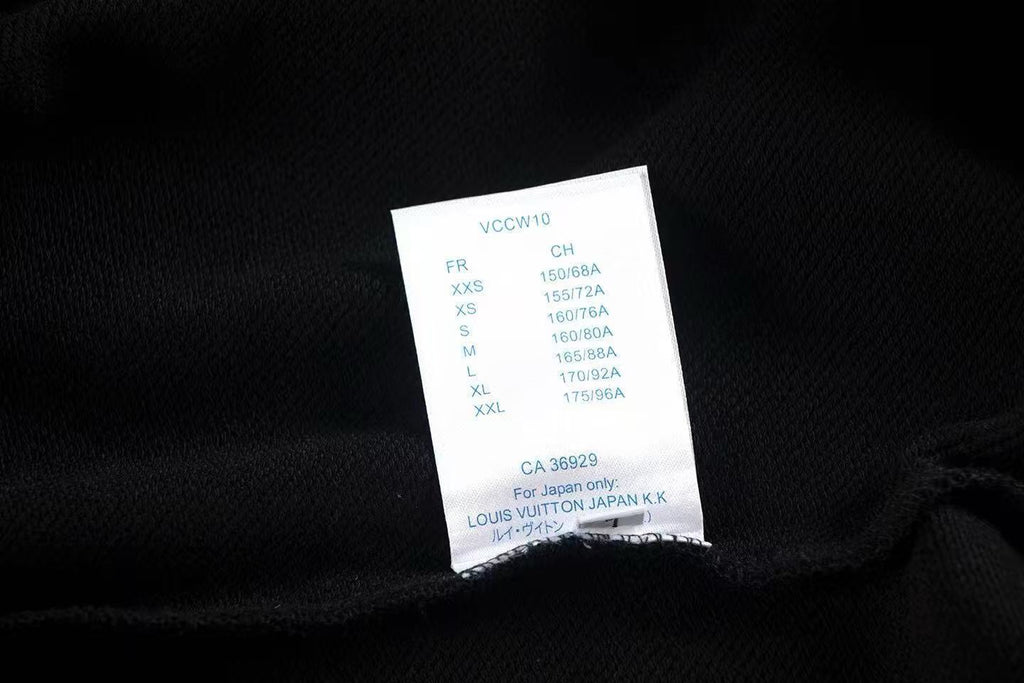 VCCW10
FR CH
XXS 150/68A
XS 155/72A
S 160/76A
M 160/80A
L 165/88A
XL 170/92A
XXL 175/96A
CA 36929
For Japan only:
LOUIS VUITTON JAPAN K.K
ルイ・ヴィトン